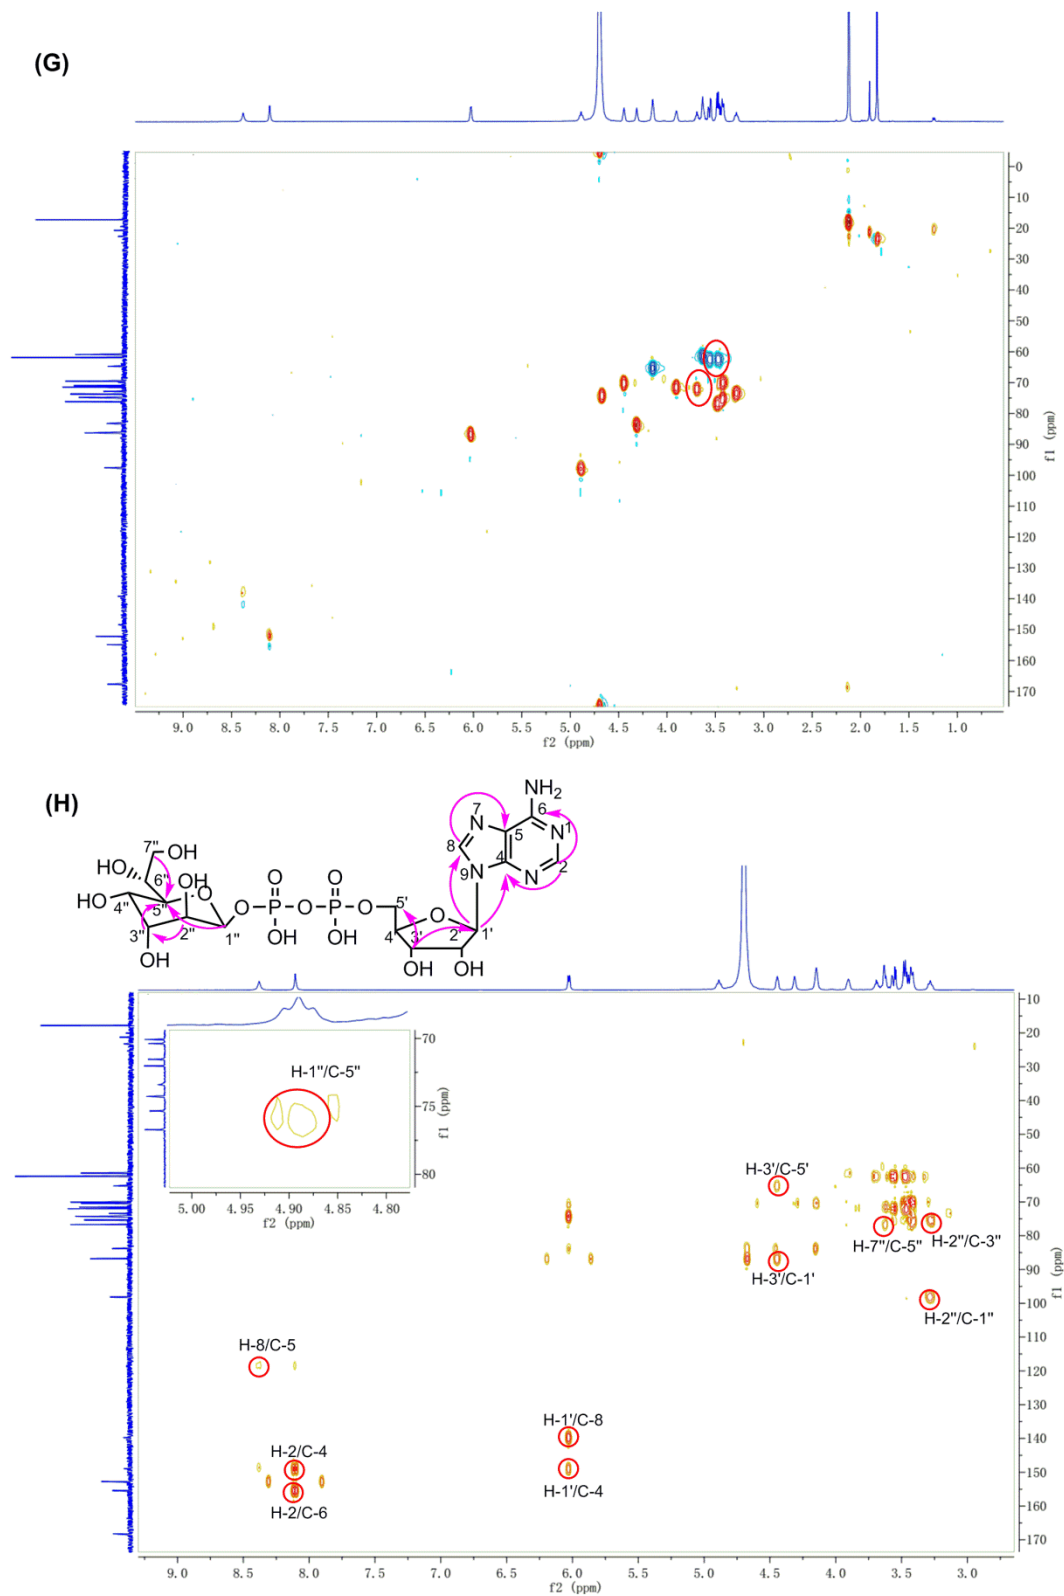 (G)
0
10
20
30
40
50
60
70
80
90
100
110
120
130
140
150
160
170
f1 (ppm)
9.0 8.5 8.0 7.5 7.0 6.5 6.0 5.5 5.0 4.5 4.0 3.5 3.0 2.5 2.0 1.5 1.0
f2 (ppm)
(H)
NH2
7 6
N 5 N 1
8 4 2
9 N N
7'' OH
HO 6'' OH O O O
HO 4'' 5'' O O P O P O 5' O
3'' 2'' 1'' OH OH 4' 3' 2' 1'
OH OH OH
10
20
30
40
50
60
70
80
90
100
110
120
130
140
150
160
170
f1 (ppm)
H-1''/C-5''
70
75
80
f1 (ppm)
5.00 4.95 4.90 4.85 4.80
f2 (ppm)
H-3'/C-5'
H-7''/C-5'' H-2''/C-3''
H-3'/C-1'
H-2''/C-1''
H-8/C-5
H-1'/C-8
H-2/C-4
H-1'/C-4
H-2/C-6
9.0 8.5 8.0 7.5 7.0 6.5 6.0 5.5 5.0 4.5 4.0 3.5 3.0
f2 (ppm)